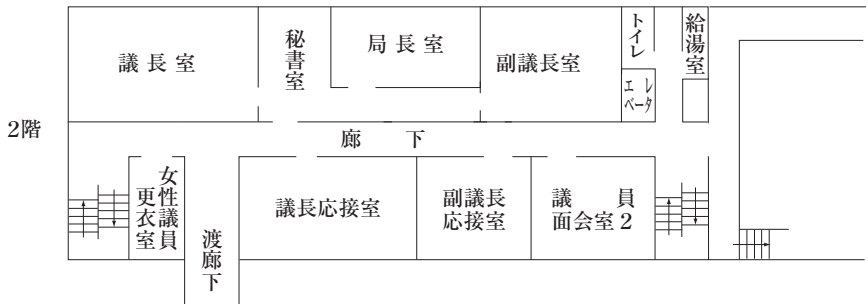 議長室
秘書室
局長室
副議長室
トイレ
エレ
ベータ
給湯室
2階
廊下
女性議員
更衣室
渡廊下
議長応接室
副議長
応接室
議員
面会室2